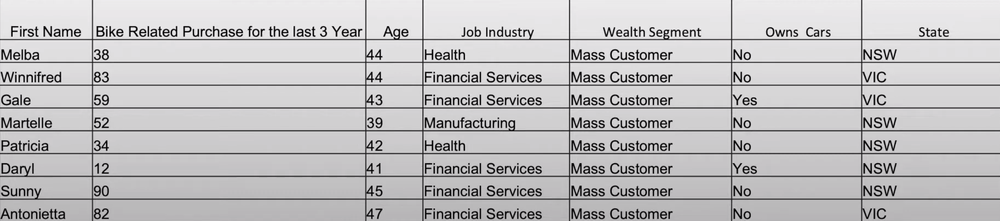 First Name Bike Related Purchase for the last 3 Year Age Job Industry Wealth Segment Owns Cars State
Melba 38 44 Health Mass Customer No NSW
Winnifred 83 44 Financial Services Mass Customer No VIC
Gale 59 43 Financial Services Mass Customer Yes VIC
Martelle 52 39 Manufacturing Mass Customer No NSW
Patricia 34 42 Health Mass Customer No NSW
Daryl 12 41 Financial Services Mass Customer Yes NSW
Sunny 90 45 Financial Services Mass Customer No NSW
Antonietta 82 47 Financial Services Mass Customer No VIC